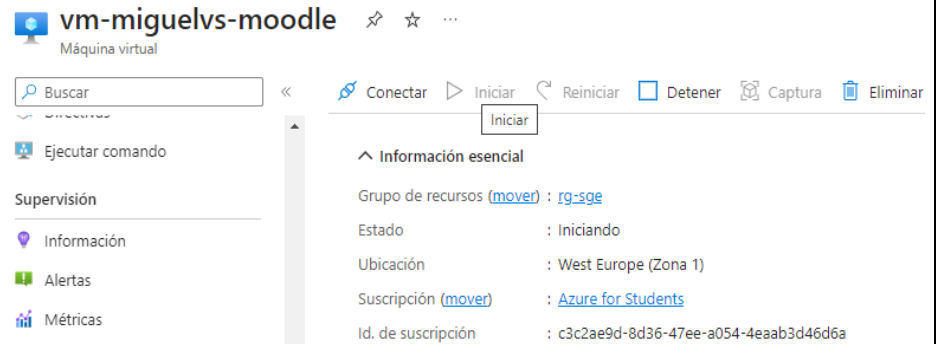 vm-miguelvs-moodle
Máquina virtual
Buscar
Conectar Iniciar Reiniciar Detener Captura Eliminar
Iniciar
Directivas
Ejecutar comando
Supervisión
Información
Alertas
Métricas
Información esencial
Grupo de recursos (mover) : rg-sge
Estado : Iniciando
Ubicación : West Europe (Zona 1)
Suscripción (mover) : Azure for Students
Id. de suscripción : c3c2ae9d-8d36-47ee-a054-4eaab3d46d6a